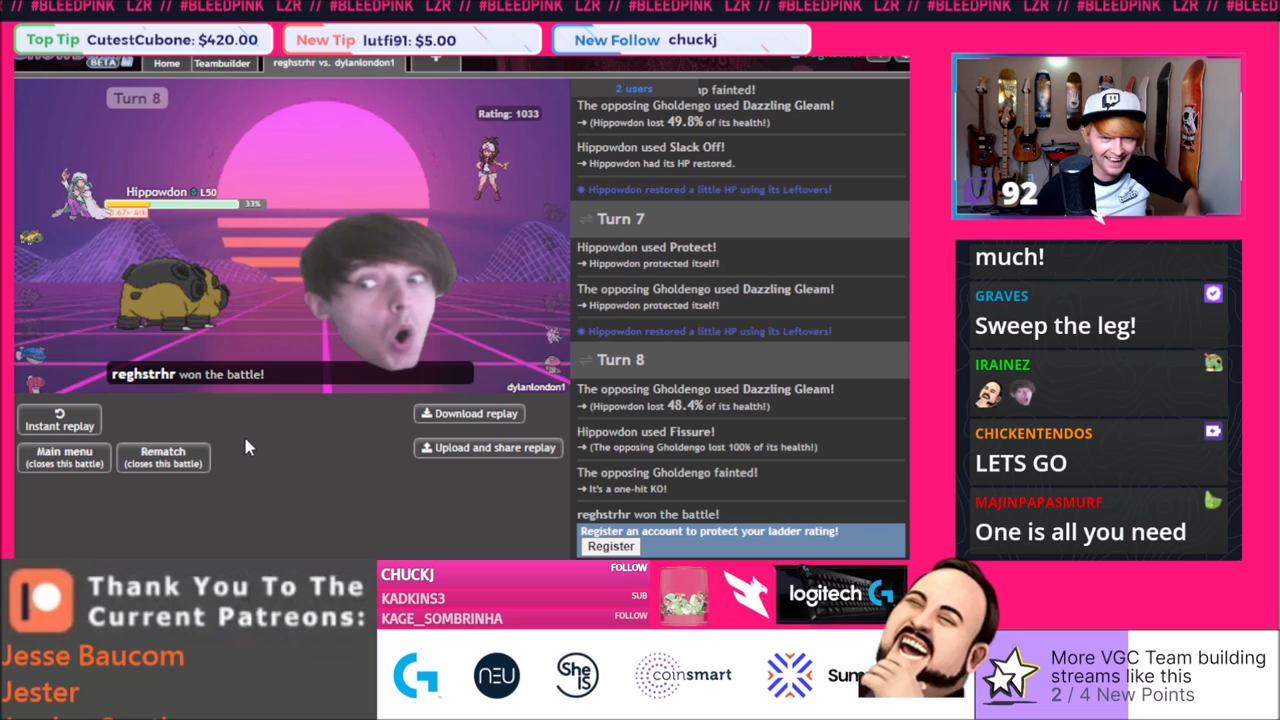 // #BLEEDPINK LZR // #BLEEDPINK LZR // #BLEEDPINK LZR // #BLEEDPINK LZR // #BLEEDPINK LZR // #BLEEDPINK LZR // #BLEED
Top Tip CutestCubone: $420.00
New Tip lutfi91: $5.00
New Follow chuckj
BETA
Home
Teambuilder
reghstrhr vs. dylanlondon1
+
Turn 8
Rating: 1033
Hippowdon L50
33%
0.67× Atk
reghstrhr won the battle!
dylanlondon1
Instant replay
Download replay
Main menu
(closes this battle)
Rematch
(closes this battle)
Upload and share replay
2 users
fainted!
The opposing Gholdengo used Dazzling Gleam!
(Hippowdon lost 49.8% of its health!)
Hippowdon used Slack Off!
Hippowdon had its HP restored.
Hippowdon restored a little HP using its Leftovers!
Turn 7
Hippowdon used Protect!
Hippowdon protected itself!
The opposing Gholdengo used Dazzling Gleam!
Hippowdon protected itself!
Hippowdon restored a little HP using its Leftovers!
Turn 8
The opposing Gholdengo used Dazzling Gleam!
(Hippowdon lost 48.4% of its health!)
Hippowdon used Fissure!
(The opposing Gholdengo lost 100% of its health!)
The opposing Gholdengo fainted!
It's a one-hit KO!
reghstrhr won the battle!
Register an account to protect your ladder rating!
Register
92
much!
GRAVES
Sweep the leg!
IRAINEZ
CHICKENTENDOS
LETS GO
MAJINPAPASMURF
One is all you need
Thank You To The
Current Patreons:
Jesse Baucom
Jester
CHUCKJ FOLLOW
KADKINS3 SUB
KAGE__SOMBRINHA FOLLOW
logitech G
NEU
She Is
coinsmart
More VGC Team building
streams like this
2 / 4 New Points